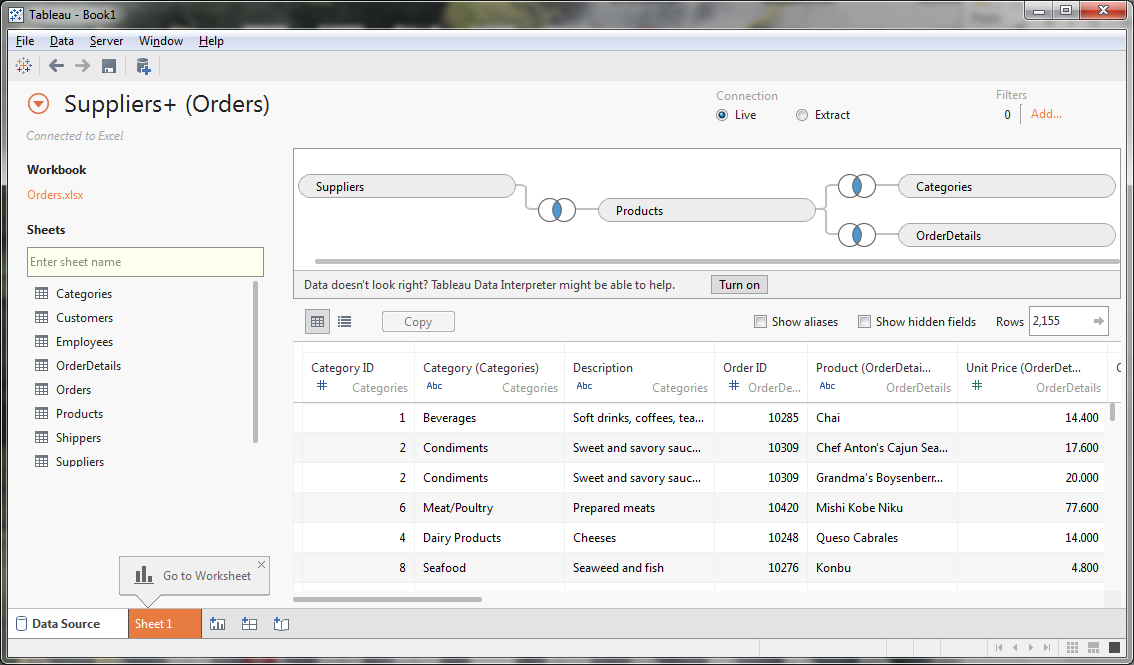 Tableau - Book1
File Data Server Window Help
Suppliers+ (Orders)
Connected to Excel
Connection
Live Extract
Filters
0 Add...
Workbook
Orders.xlsx
Sheets
Enter sheet name
Categories
Customers
Employees
OrderDetails
Orders
Products
Shippers
Suppliers
Suppliers
Products
Categories
OrderDetails
Data doesn't look right? Tableau Data Interpreter might be able to help. Turn on
Copy Show aliases Show hidden fields Rows 2,155
Category ID Category (Categories) Description Order ID Product (OrderDetai... Unit Price (OrderDet...
# Categories Abc Categories Abc Categories # OrderDe... Abc OrderDetails # OrderDetails
1 Beverages Soft drinks, coffees, tea... 10285 Chai 14.400
2 Condiments Sweet and savory sauc... 10309 Chef Anton's Cajun Sea... 17.600
2 Condiments Sweet and savory sauc... 10309 Grandma's Boysenberr... 20.000
6 Meat/Poultry Prepared meats 10420 Mishi Kobe Niku 77.600
4 Dairy Products Cheeses 10248 Queso Cabrales 14.000
8 Seafood Seaweed and fish 10276 Konbu 4.800
Go to Worksheet
Data Source Sheet 1